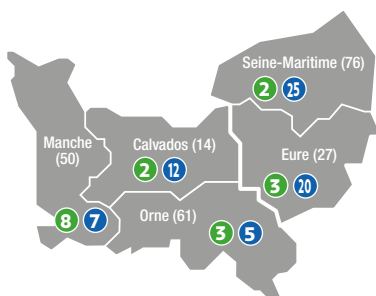 Seine-Maritime (76)
2 25
Manche
(50)
8 7
Calvados (14)
2 12
Eure (27)
3 20
Orne (61)
3 5